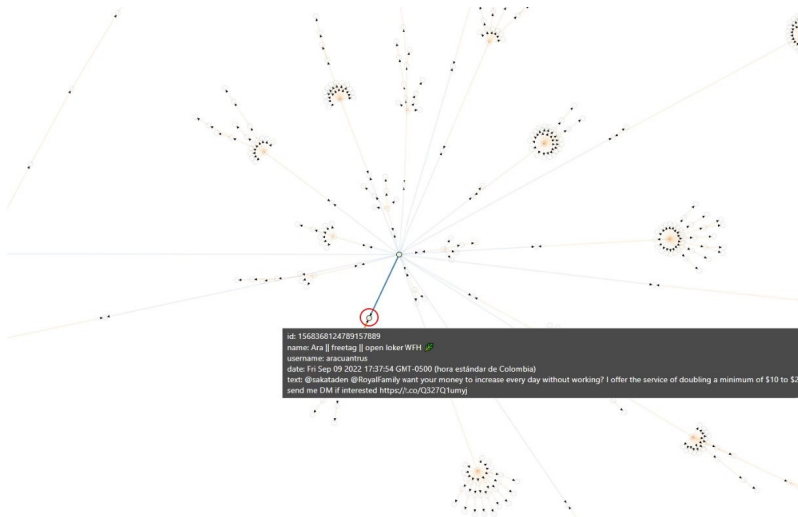 id: 1568368124789157889
name: Ara || freetag || open loker WFH 🌿
username: aracuantrus
date: Fri Sep 09 2022 17:37:54 GMT-0500 (hora estándar de Colombia)
text: @sakataden @RoyalFamily want your money to increase every day without working? I offer the service of doubling a minimum of $10 to $2
send me DM if interested https://t.co/Q327Q1umyj